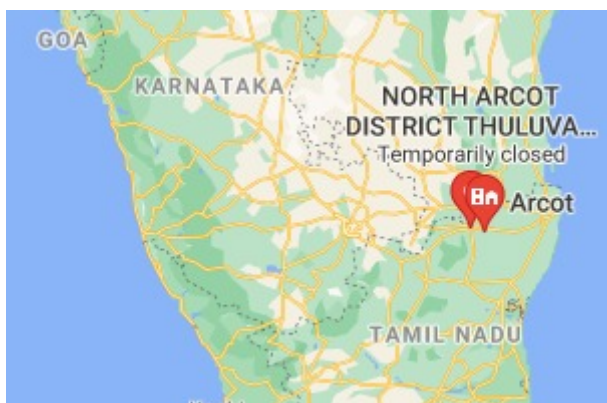 GOA
KARNATAKA
NORTH ARCOT
DISTRICT THULUVA...
Temporarily closed
Arcot
TAMIL NADU